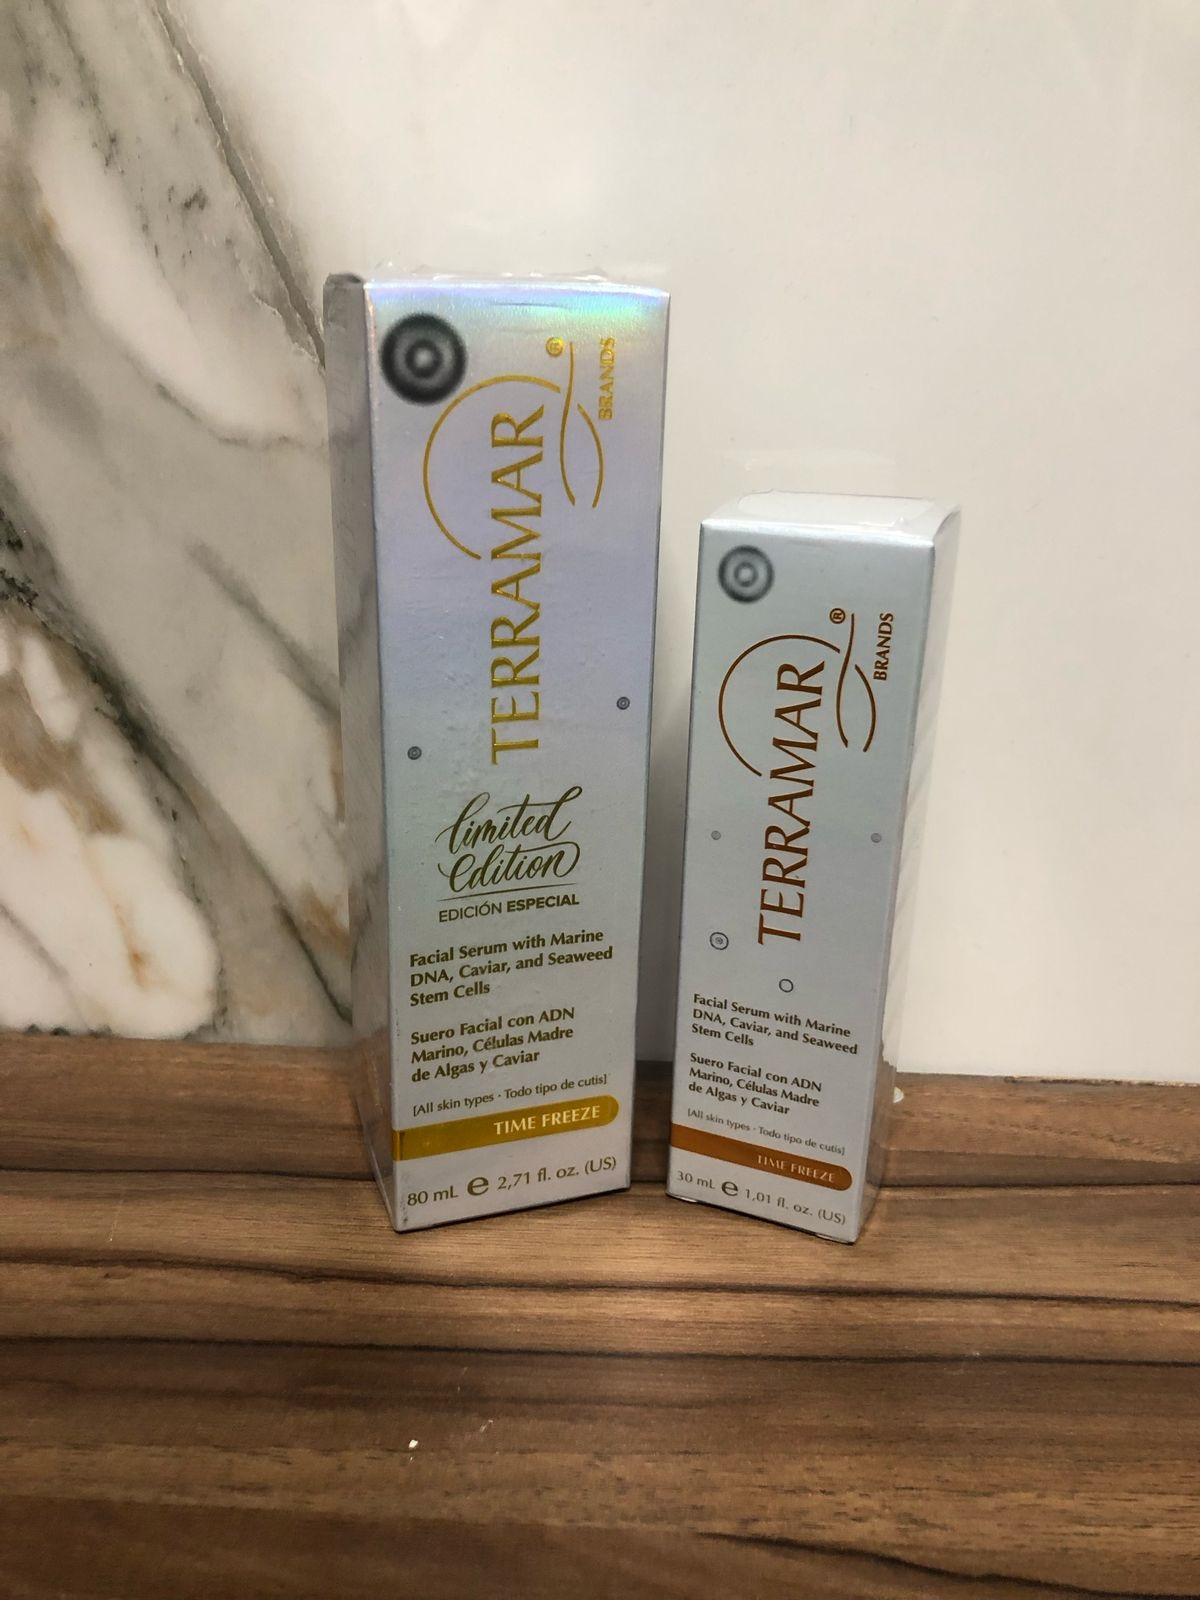 TERRAMAR®
BRANDS
limited
edition
EDICIÓN ESPECIAL
Facial Serum with Marine
DNA, Caviar, and Seaweed
Stem Cells
Suero Facial con ADN
Marino, Células Madre
de Algas y Caviar
[All skin types · Todo tipo de cutis]
TIME FREEZE
80 mL e 2,71 fl. oz. (US)
TERRAMAR®
BRANDS
Facial Serum with Marine
DNA, Caviar, and Seaweed
Stem Cells
Suero Facial con ADN
Marino, Células Madre
de Algas y Caviar
[All skin types · Todo tipo de cutis]
TIME FREEZE
30 mL e 1,01 fl. oz. (US)